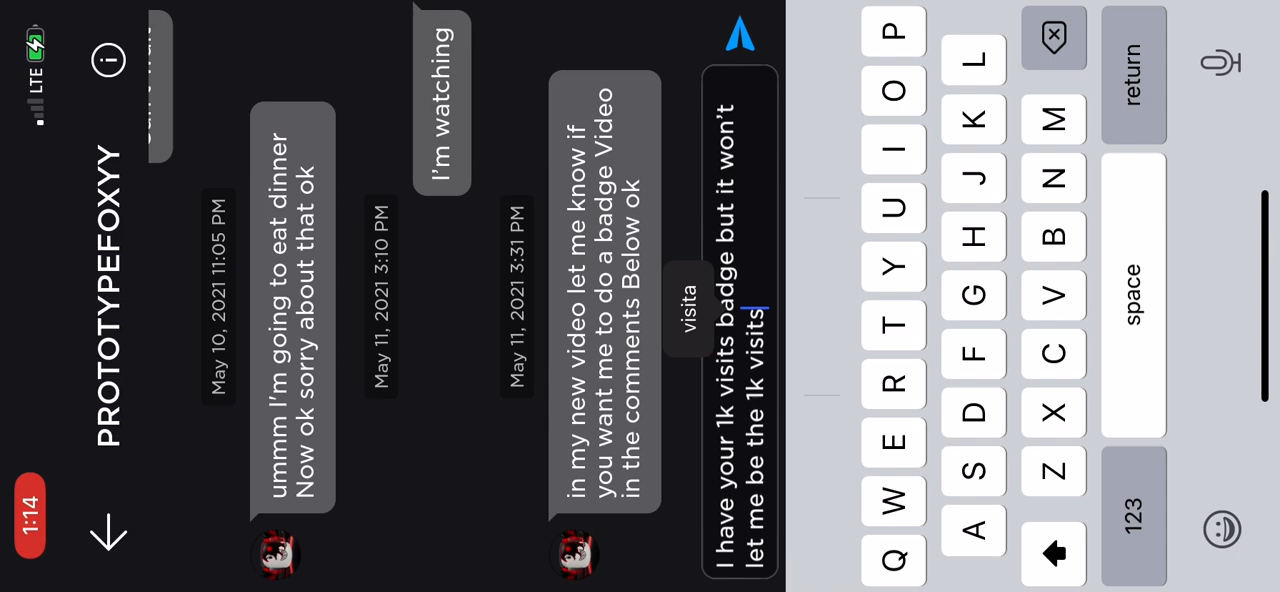 1:14
LTE
PROTOTYPEFOXYY
May 10, 2021 11:05 PM
ummm I'm going to eat dinner
Now ok sorry about that ok
May 11, 2021 3:10 PM
I'm watching
May 11, 2021 3:31 PM
in my new video let me know if
you want me to do a badge Video
in the comments Below ok
visita
I have your 1k visits badge but it won't
let me be the 1k visits
Q W E R T Y U I O P
A S D F G H J K L
Z X C V B N M
123 space return